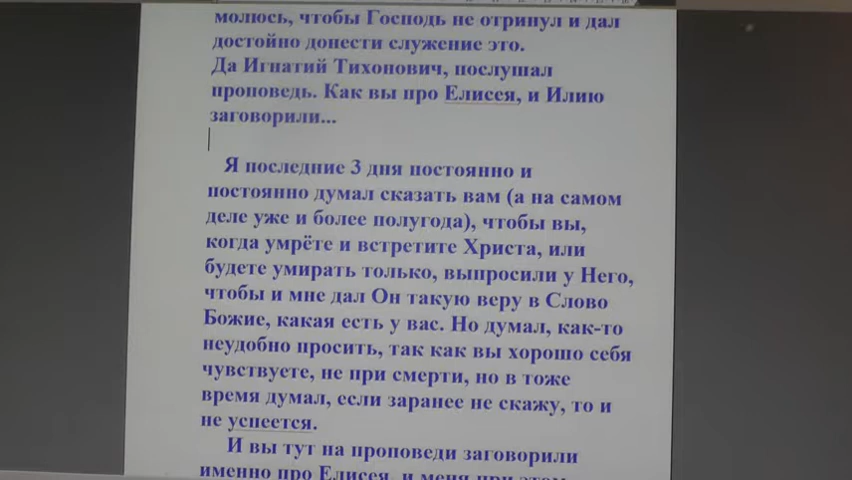 молюсь, чтобы Господь не отринул и дал
достойно донести служение это.
Да Игнатий Тихонович, послушал
проповедь. Как вы про Елисея, и Илию
заговорили...
Я последние 3 дня постоянно и
постоянно думал сказать вам (а на самом
деле уже и более полугода), чтобы вы,
когда умрёте и встретите Христа, или
будете умирать только, выпросили у Него,
чтобы и мне дал Он такую веру в Слово
Божие, какая есть у вас. Но думал, как-то
неудобно просить, так как вы хорошо себя
чувствуете, не при смерти, но в тоже
время думал, если заранее не скажу, то и
не успеется.
И вы тут на проповеди заговорили
именно про Елисея, и меня при этом